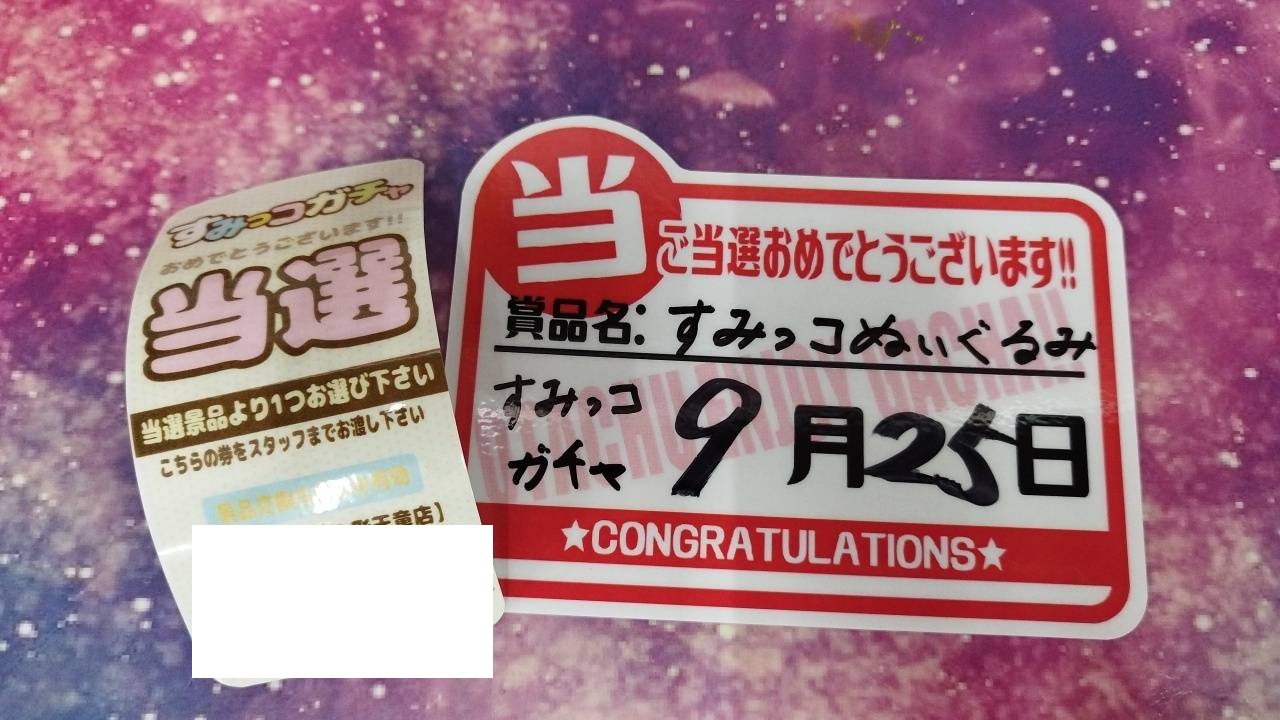 すみっコガチャ
おめでとうございます!!
当選
当選景品より1つお選び下さい
こちらの券をスタッフまでお渡し下さい
天童店】
当
ご当選おめでとうございます!!
賞品名: すみっコぬいぐるみ
すみっコ
ガチャ
9月25日
★CONGRATULATIONS★